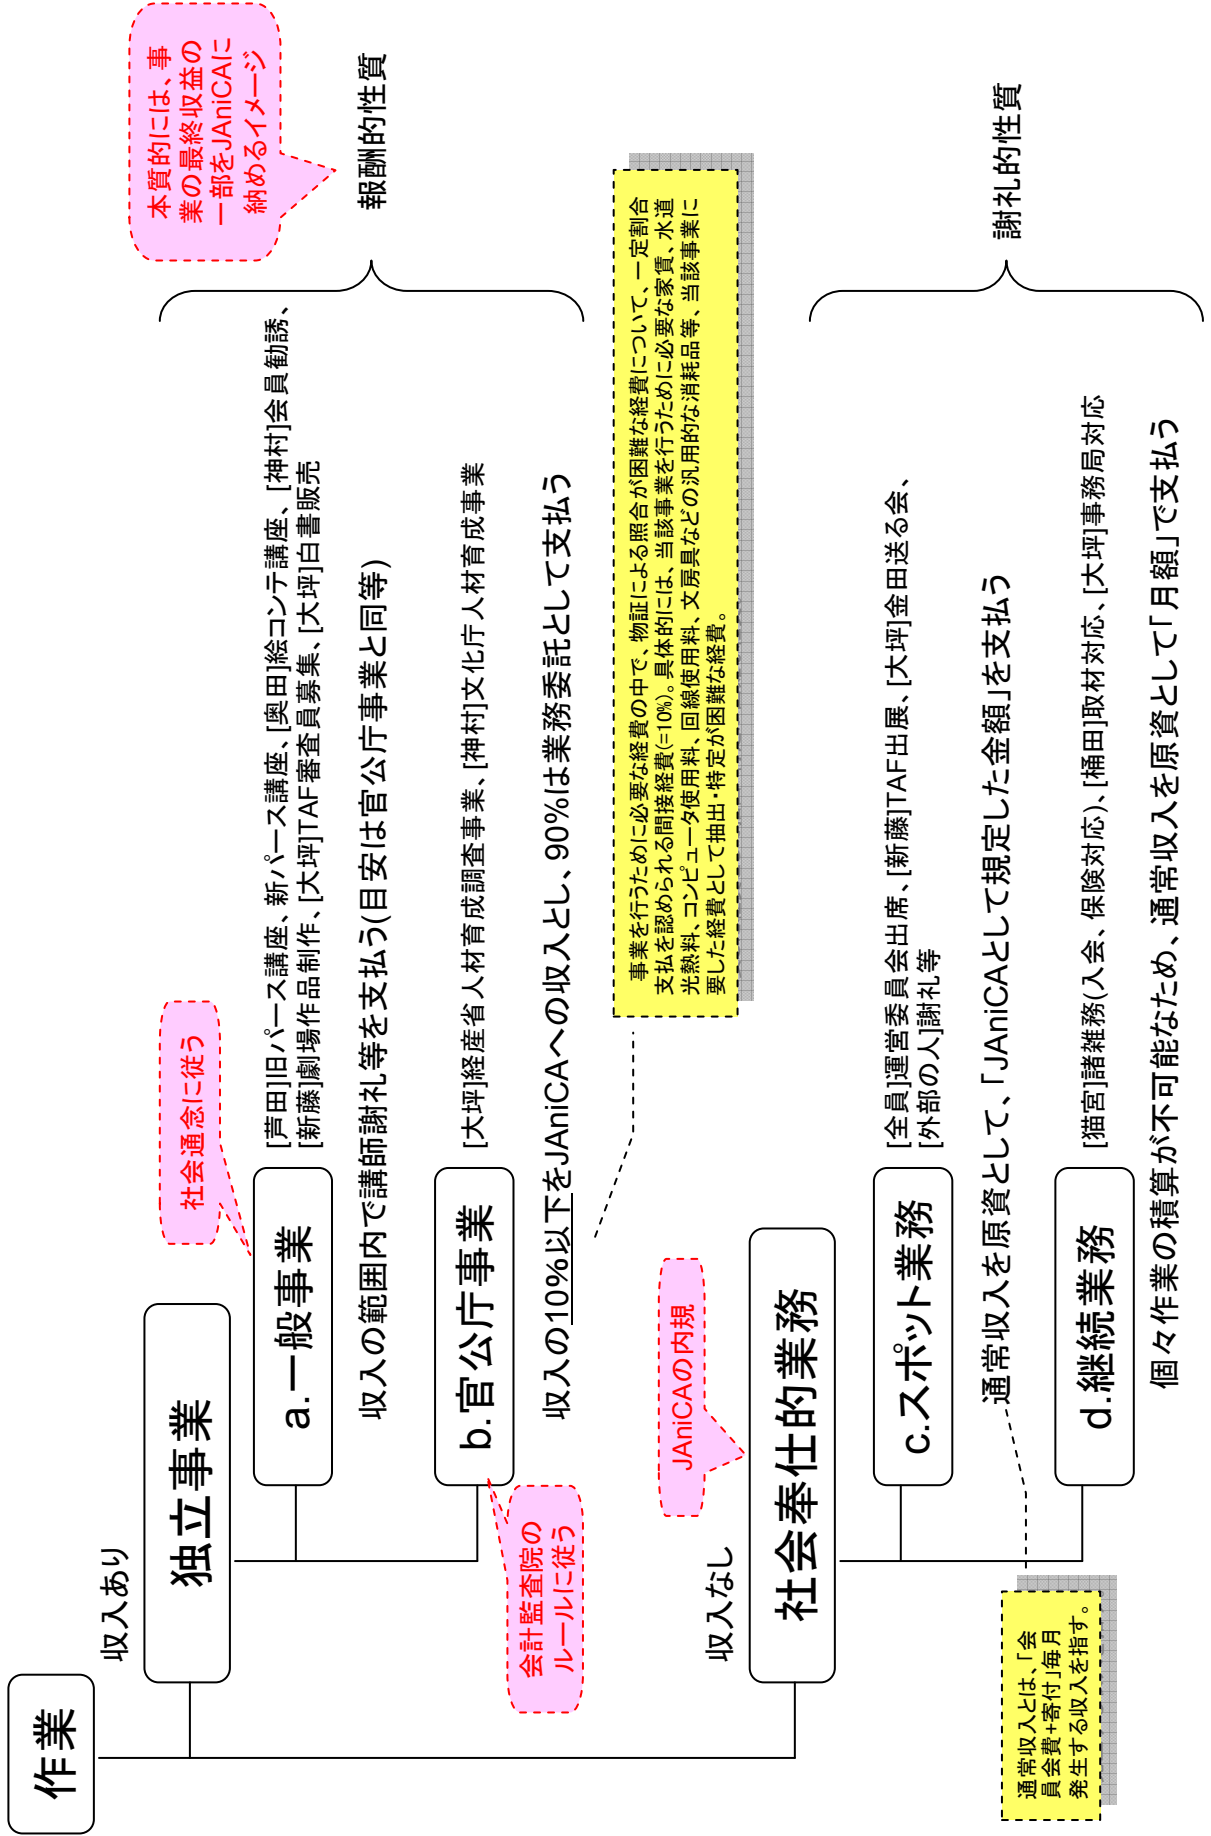 作業
収入あり
独立事業
社会通念に従う
a.一般事業
[芦田]旧パース講座、新パース講座、[奥田]絵コンテ講座、[神村]会員勧誘、
[新藤]劇場作品制作、[大坪]TAF審査員募集、[大坪]白書販売
収入の範囲内で講師謝礼等を支払う(目安は官公庁事業と同等)
会計監査院の
ルールに従う
b.官公庁事業
[大坪]経産省人材育成調査事業、[神村]文化庁人材育成事業
収入の10%以下をJAniCAへの収入とし、90%は業務委託として支払う
本質的には、事
業の最終収益の
一部をJAniCAに
納めるイメージ
報酬的性質
事業を行うために必要な経費の中で、物証による照合が困難な経費について、一定割合
支払を認められる間接経費(=10%)。具体的には、当該事業を行うために必要な家賃、水道
光熱料、コンピュータ使用料、回線使用料、文房具などの汎用的な消耗品等、当該事業に
要した経費として抽出・特定が困難な経費。
収入なし
社会奉仕的業務
JAniCAの内規
c.スポット業務
[全員]運営委員会出席、[新藤]TAF出展、[大坪]金田送る会、
[外部の人]謝礼等
通常収入を原資として、「JAniCAとして規定した金額」を支払う
d.継続業務
[猫宮]諸雑務(入会、保険対応)、[桶田]取材対応、[大坪]事務局対応
個々作業の積算が不可能なため、通常収入を原資として「月額」で支払う
謝礼的性質
通常収入とは、「会
員会費+寄付」毎月
発生する収入を指す。